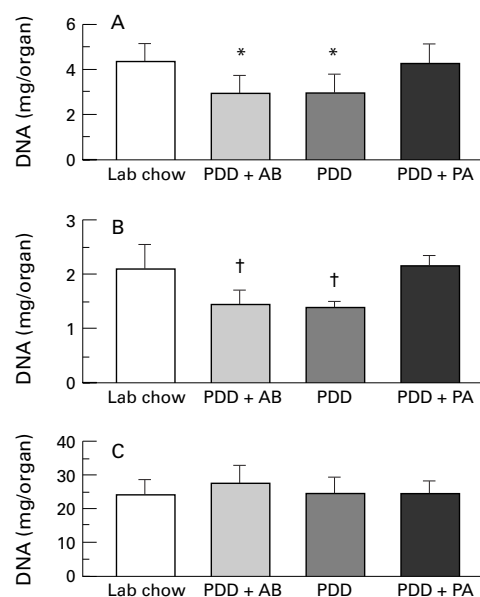 A
DNA (mg/organ)
6
4
2
0
* *
Lab chow PDD + AB PDD PDD + PA
B
DNA (mg/organ)
3
2
1
0
† †
Lab chow PDD + AB PDD PDD + PA
C
DNA (mg/organ)
40
30
20
10
0
Lab chow PDD + AB PDD PDD + PA